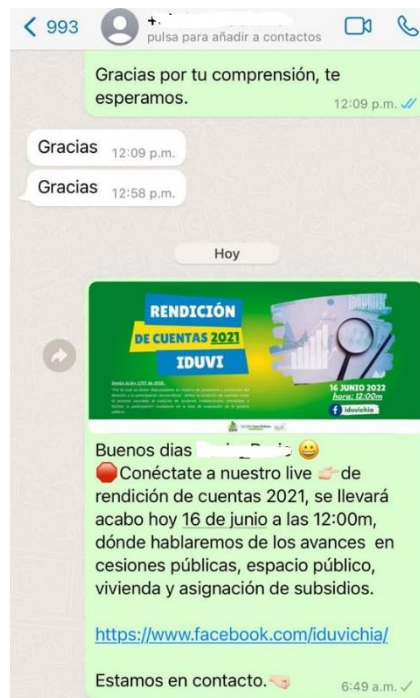 993
pulsa para añadir a contactos
Gracias por tu comprensión, te
esperamos.
12:09 p.m.
Gracias 12:09 p.m.
Gracias 12:58 p.m.
Hoy
RENDICIÓN
DE CUENTAS 2021
IDUVI
16 JUNIO 2022
hora: 12:00m
iduvichia
Buenos dias
Conéctate a nuestro live de
rendición de cuentas 2021, se llevará
acabo hoy 16 de junio a las 12:00m,
dónde hablaremos de los avances en
cesiones públicas, espacio público,
vivienda y asignación de subsidios.
https://www.facebook.com/iduvichia/
Estamos en contacto.
6:49 a.m.